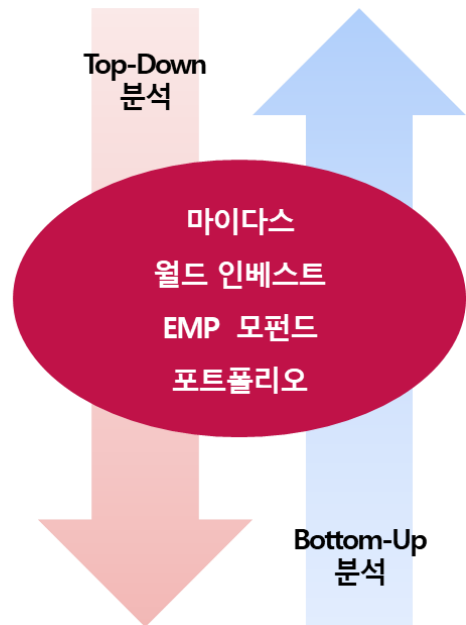 Top-Down
분석
마이다스
월드 인베스트
EMP 모펀드
포트폴리오
Bottom-Up
분석